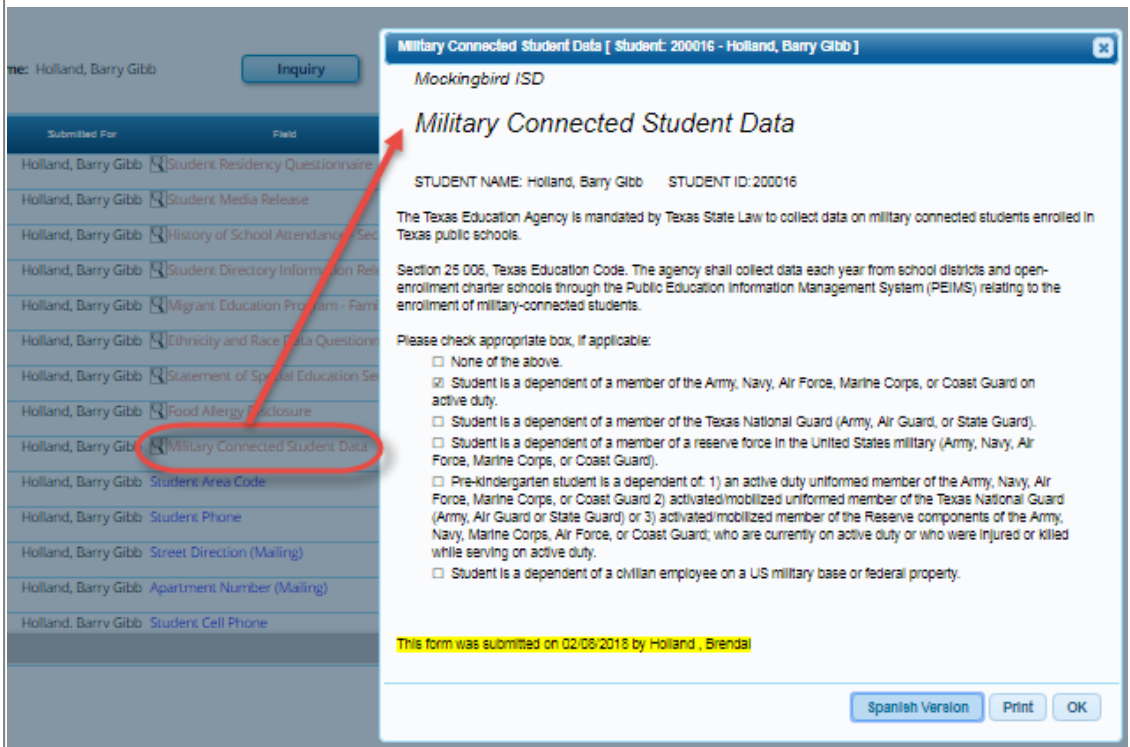 me: Holland, Barry Gibb
Inquiry
Submitted For Field
Holland, Barry Gibb Student Residency Questionnaire
Holland, Barry Gibb Student Media Release
Holland, Barry Gibb History of School Attendance - Sec
Holland, Barry Gibb Student Directory Information Rele
Holland, Barry Gibb Migrant Education Program - Fami
Holland, Barry Gibb Ethnicity and Race Data Questionn
Holland, Barry Gibb Statement of Special Education Se
Holland, Barry Gibb Food Allergy Disclosure
Holland, Barry Gibb Military Connected Student Data
Holland, Barry Gibb Student Area Code
Holland, Barry Gibb Student Phone
Holland, Barry Gibb Street Direction (Mailing)
Holland, Barry Gibb Apartment Number (Mailing)
Holland, Barry Gibb Student Cell Phone
Military Connected Student Data [ Student: 200016 - Holland, Barry Gibb ]
Mockingbird ISD
Military Connected Student Data
STUDENT NAME: Holland, Barry Gibb STUDENT ID: 200016
The Texas Education Agency is mandated by Texas State Law to collect data on military connected students enrolled in
Texas public schools.
Section 25 006, Texas Education Code. The agency shall collect data each year from school districts and open-
enrollment charter schools through the Public Education Information Management System (PEIMS) relating to the
enrollment of military-connected students.
Please check appropriate box, if applicable:
☐ None of the above.
☑ Student is a dependent of a member of the Army, Navy, Air Force, Marine Corps, or Coast Guard on
active duty.
☐ Student is a dependent of a member of the Texas National Guard (Army, Air Guard, or State Guard).
☐ Student is a dependent of a member of a reserve force in the United States military (Army, Navy, Air
Force, Marine Corps, or Coast Guard).
☐ Pre-kindergarten student is a dependent of: 1) an active duty uniformed member of the Army, Navy, Air
Force, Marine Corps, or Coast Guard 2) activated/mobilized uniformed member of the Texas National Guard
(Army, Air Guard or State Guard) or 3) activated/mobilized member of the Reserve components of the Army,
Navy, Marine Corps, Air Force, or Coast Guard; who are currently on active duty or who were injured or killed
while serving on active duty.
☐ Student is a dependent of a civilian employee on a US military base or federal property.
This form was submitted on 02/08/2018 by Holland , Brendal
Spanish Version Print OK